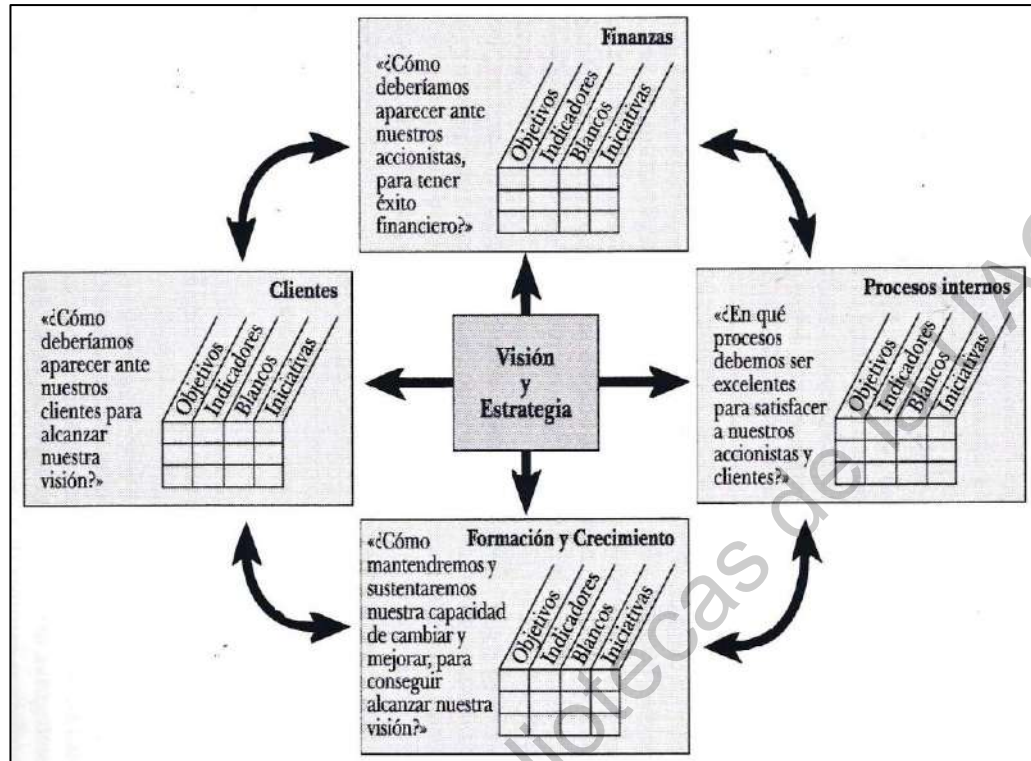 Finanzas
«¿Cómo
deberíamos
aparecer ante
nuestros
accionistas,
para tener
éxito
financiero?»
Objetivos
Indicadores
Blancos
Iniciativas
Clientes
«¿Cómo
deberíamos
aparecer ante
nuestros
clientes para
alcanzar
nuestra
visión?»
Objetivos
Indicadores
Blancos
Iniciativas
Visión
y
Estrategia
Procesos internos
«¿En qué
procesos
debemos ser
excelentes
para satisfacer
a nuestros
accionistas y
clientes?»
Objetivos
Indicadores
Blancos
Iniciativas
Formación y Crecimiento
«¿Cómo
mantendremos y
sustentaremos
nuestra capacidad
de cambiar y
mejorar, para
conseguir
alcanzar nuestra
visión?»
Objetivos
Indicadores
Blancos
Iniciativas
de la